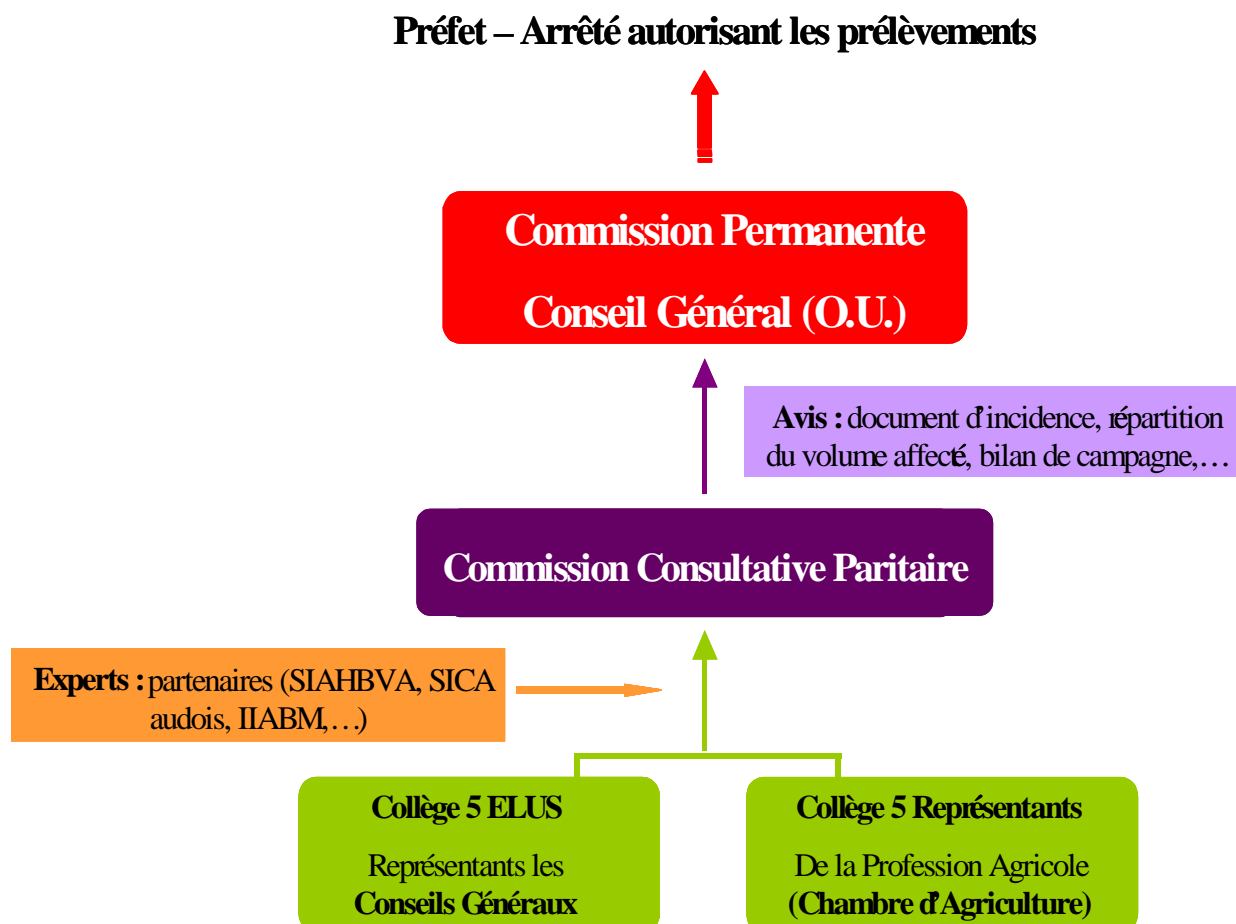 Préfet – Arrêté autorisant les prélèvements
Commission Permanente
Conseil Général (O.U.)
Avis : document d'incidence, répartition
du volume affecté, bilan de campagne,…
Commission Consultative Paritaire
Experts : partenaires (SIAHBVA, SICA
audois, IIABM,…)
Collège 5 ELUS
Représentants les
Conseils Généraux
Collège 5 Représentants
De la Profession Agricole
(Chambre d'Agriculture)